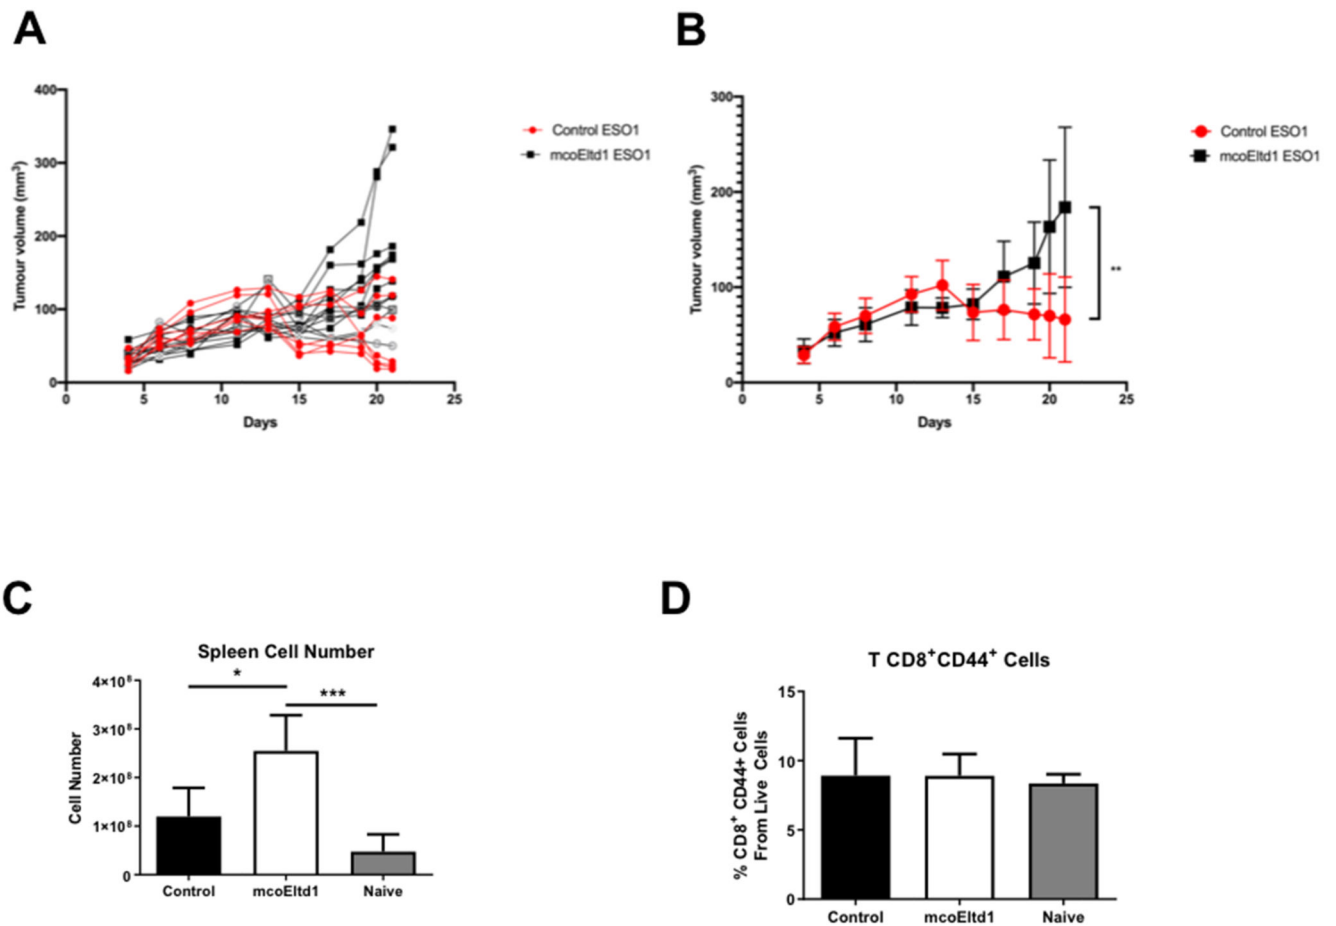 A
400
300
200
100
0
0 5 10 15 20 25
Tumour volume (mm³)
Days
Control ESO1
mcoEltd1 ESO1
B
300
200
100
0
0 5 10 15 20 25
Tumour volume (mm³)
Days
Control ESO1
mcoEltd1 ESO1
**
C
Spleen Cell Number
*
***
4×10⁸
3×10⁸
2×10⁸
1×10⁸
0
Cell Number
Control mcoEltd1 Naive
D
T CD8⁺CD44⁺ Cells
15
10
5
0
% CD8⁺ CD44+ Cells
From Live Cells
Control mcoEltd1 Naive